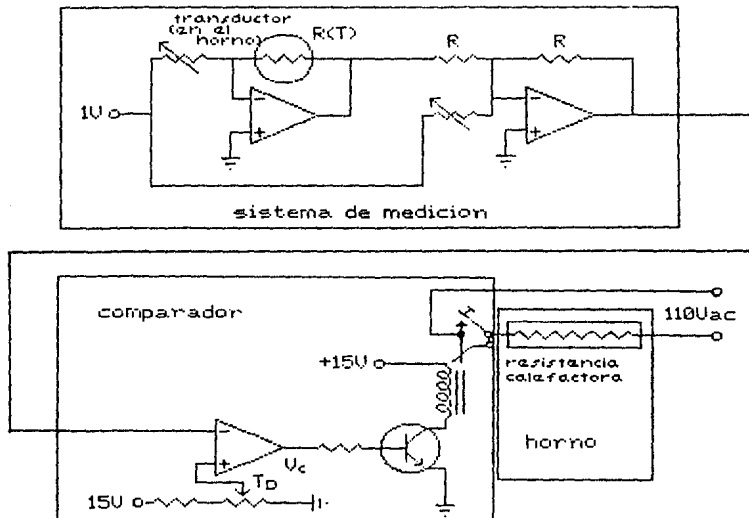 transductor
(en el
horno)
R(T)
R
R
1V
-
+
-
+
sistema de medicion
comparador
110Vac
+15V
resistencia
calefactora
horno
-
+
Vc
TD
15V